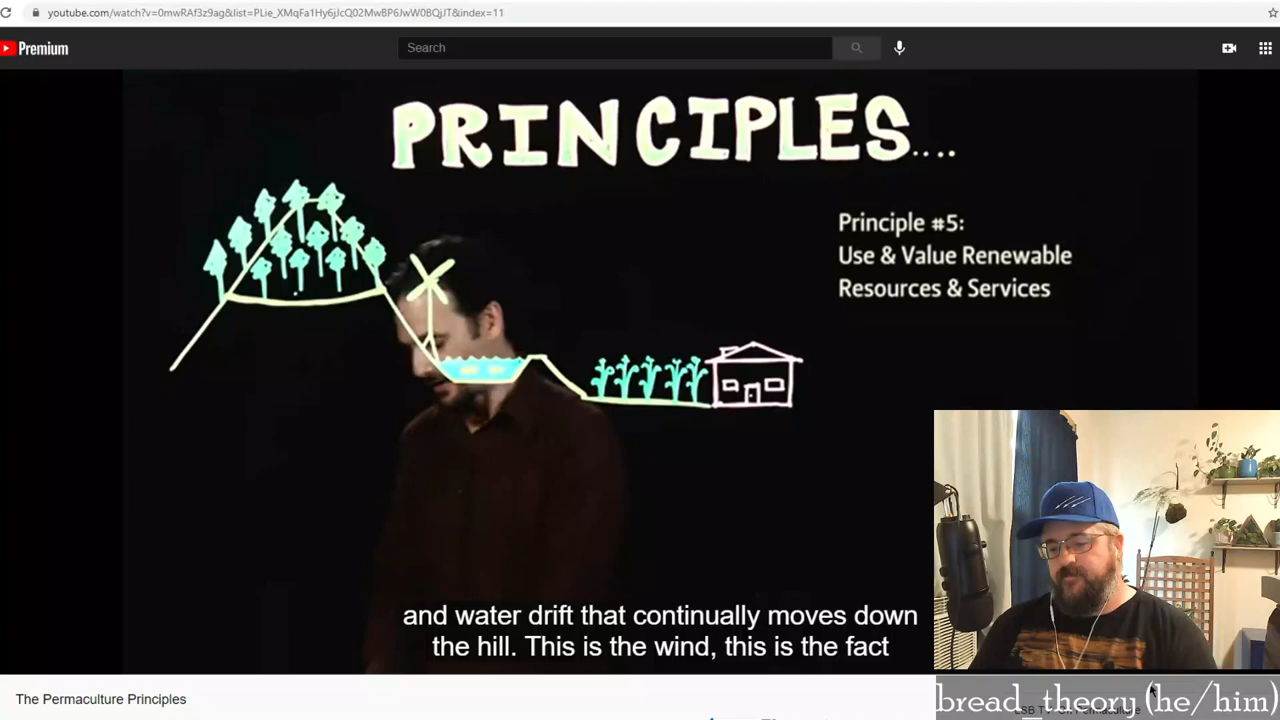 youtube.com/watch?v=0mwRAf3z9ag&list=PLie_XMqFa1Hy6jJcQ02MwBP6JwW0BQjJT&index=11
Premium
Search
PRINCIPLES....
Principle #5:
Use & Value Renewable
Resources & Services
and water drift that continually moves down
the hill. This is the wind, this is the fact
The Permaculture Principles
bread_theory (he/him)